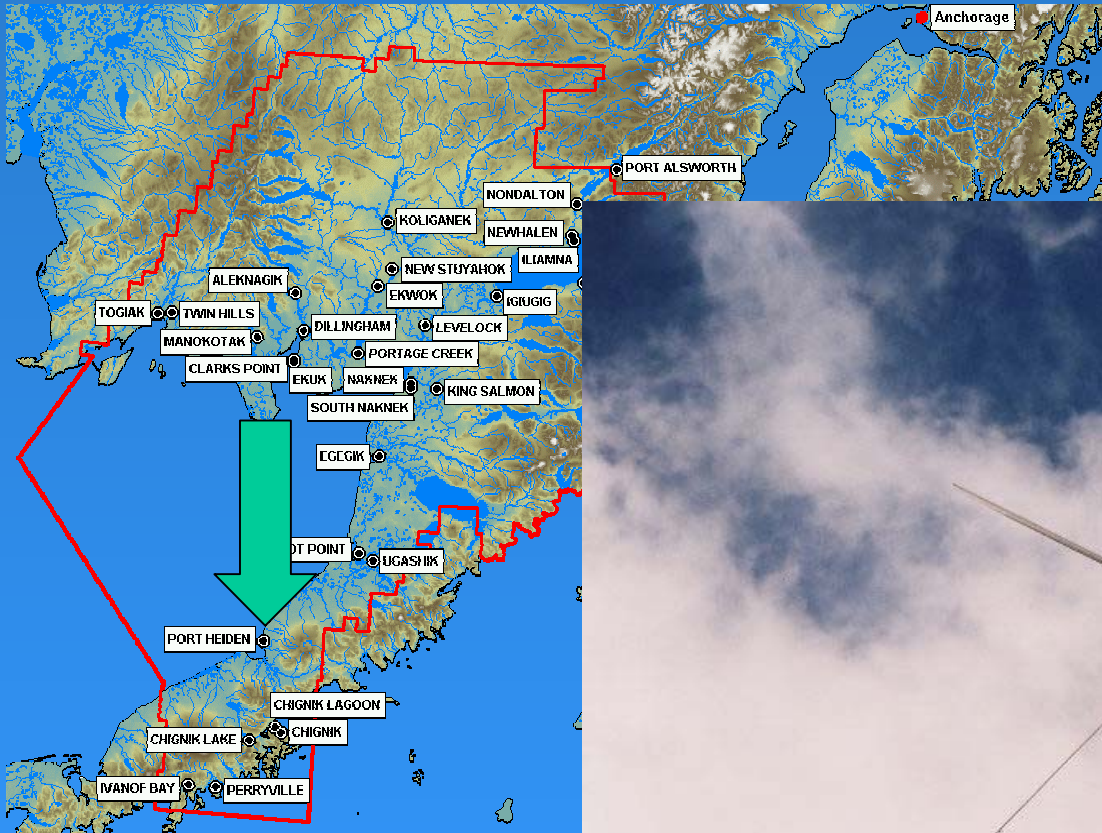 Anchorage
PORT ALSWORTH
NONDALTON
KOLIGANEK
NEWHALEN
ILIAMNA
NEW STUYAHOK
ALEKNAGIK
EKWOK
IGIUGIG
TOGIAK
TWIN HILLS
DILLINGHAM
LEVELOCK
MANOKOTAK
PORTAGE CREEK
CLARKS POINT
EKUK
NAKNEK
KING SALMON
SOUTH NAKNEK
EGEGIK
OT POINT
UGASHIK
PORT HEIDEN
CHIGNIK LAGOON
CHIGNIK
CHIGNIK LAKE
IVANOF BAY
PERRYVILLE